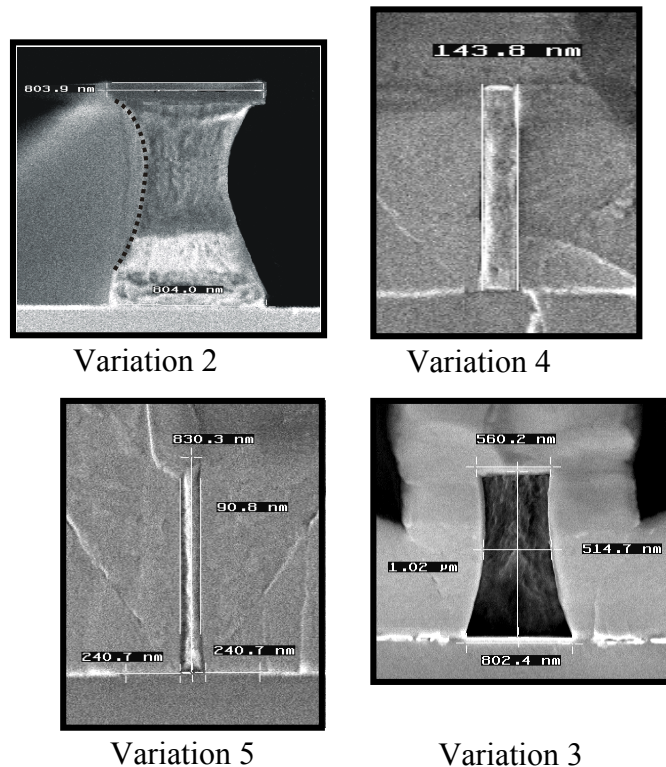 803.9 nm
804.0 nm
Variation 2
143.8 nm
Variation 4
830.3 nm
90.8 nm
240.7 nm
240.7 nm
Variation 5
560.2 nm
514.7 nm
1.02 µm
802.4 nm
Variation 3